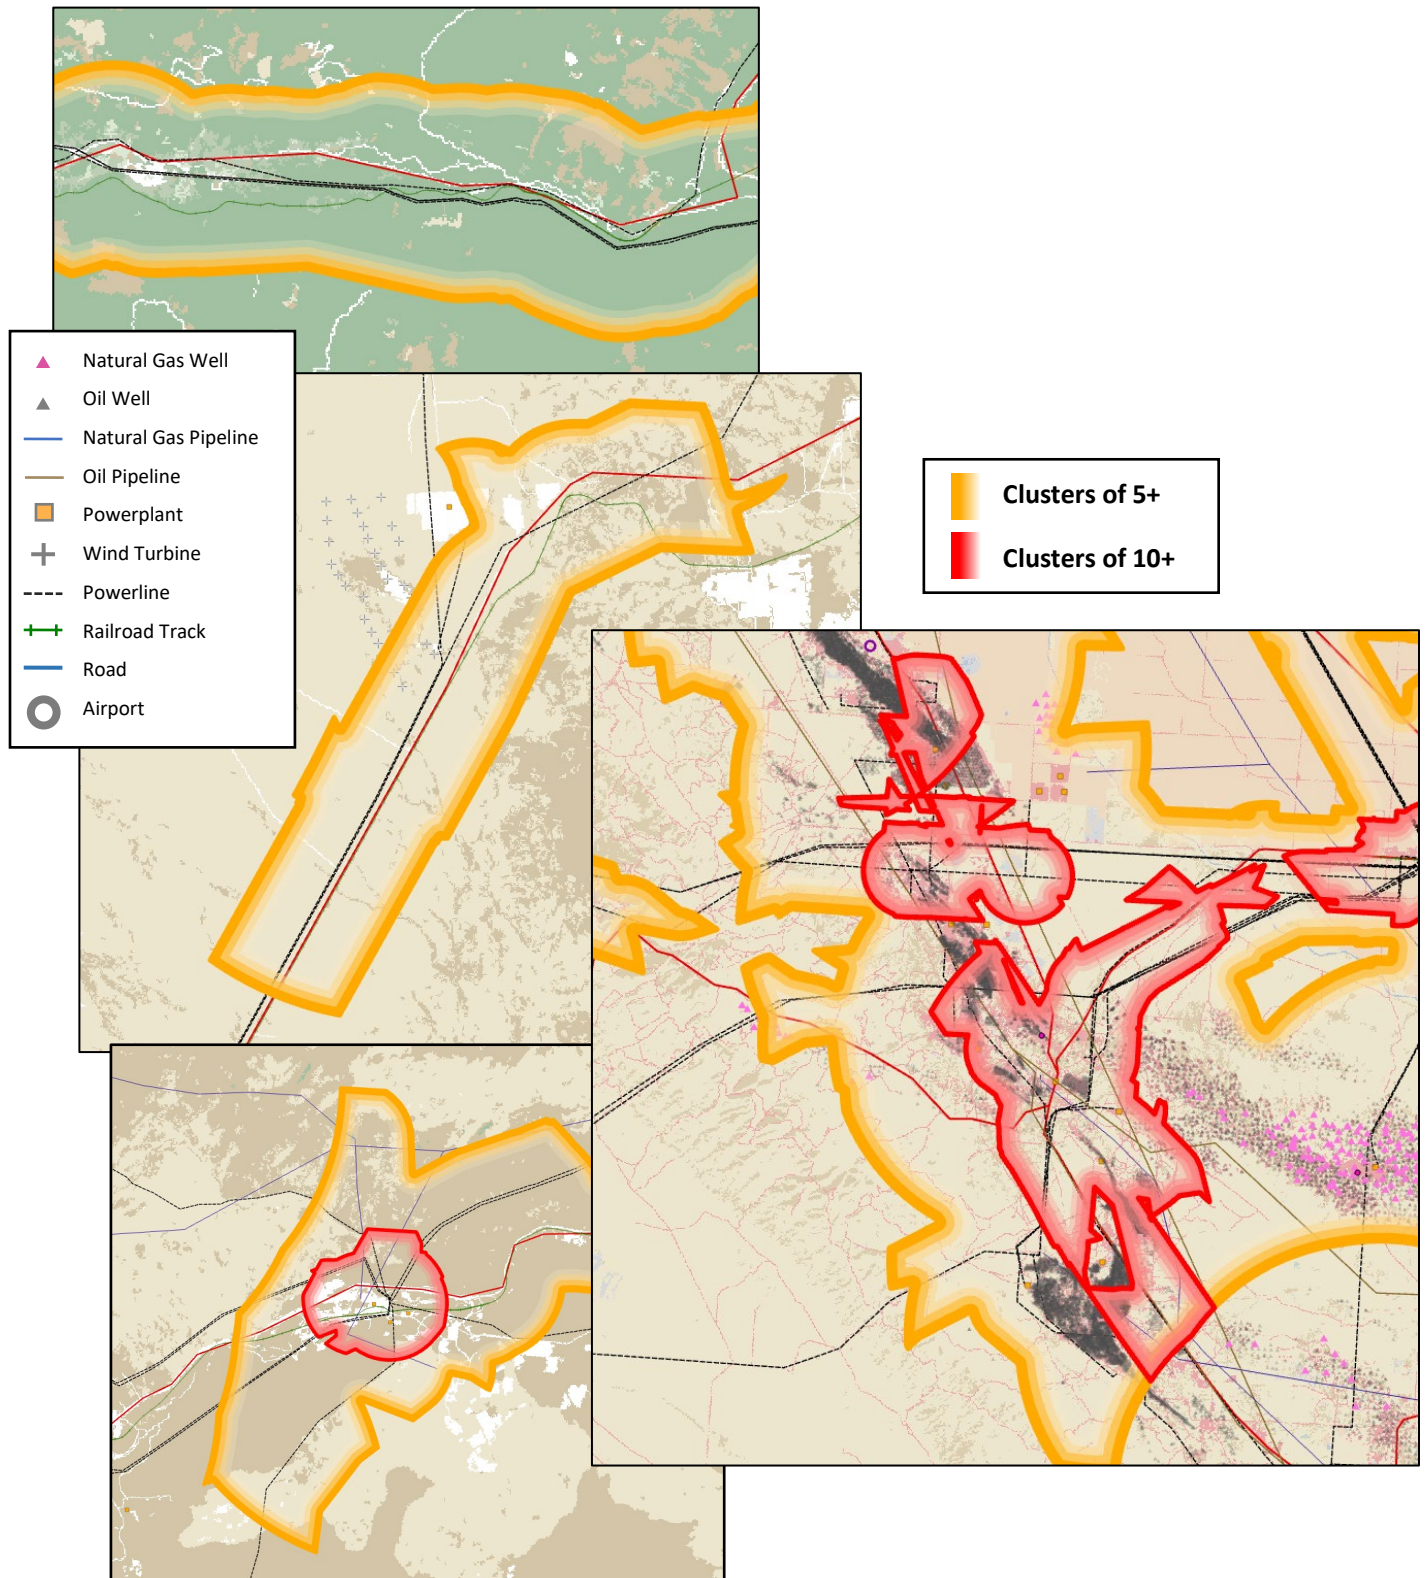 Natural Gas Well
Oil Well
Natural Gas Pipeline
Oil Pipeline
Powerplant
Wind Turbine
Powerline
Railroad Track
Road
Airport
Clusters of 5+
Clusters of 10+